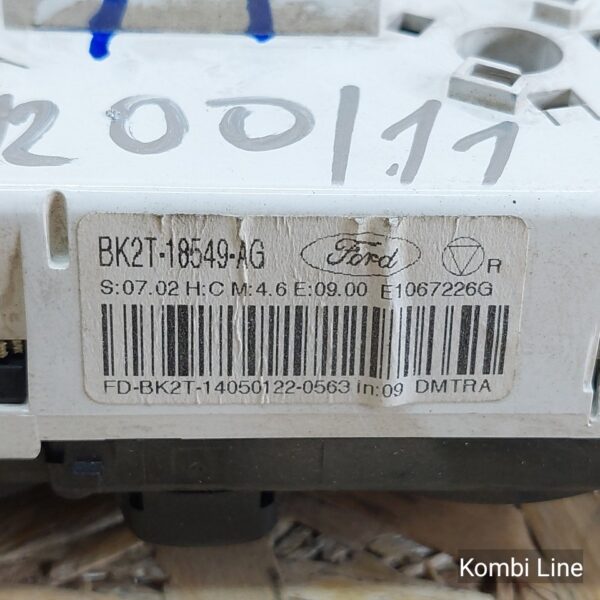 200/11
BK2T-18549-AG Ford R
S:07.02 H:C M:4.6 E:09.00 E1067226G
FD-BK2T-14050122-0563 In:09 DMTRA
Kombi Line